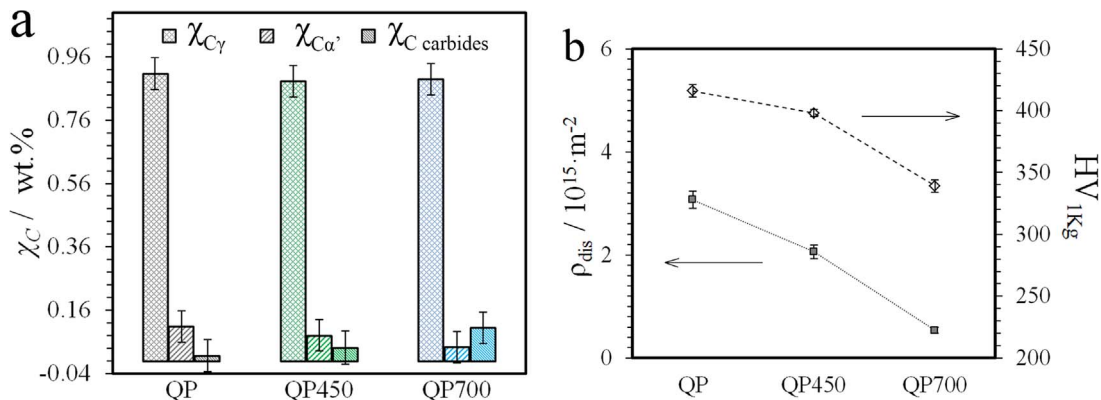 a
χCγ χCα’ χC carbides
χC / wt.%
0.96
0.76
0.56
0.36
0.16
-0.04
QP QP450 QP700
b
ρdis / 10¹⁵·m⁻²
6
4
2
0
450
400
350
300
250
200
HV1Kg
QP QP450 QP700